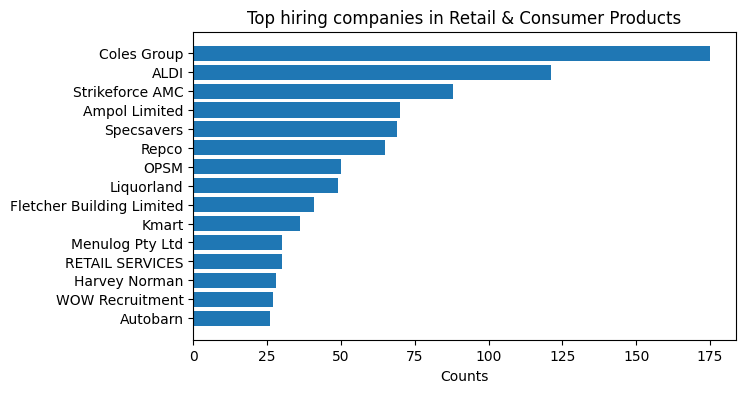 Top hiring companies in Retail & Consumer Products
Coles Group
ALDI
Strikeforce AMC
Ampol Limited
Specsavers
Repco
OPSM
Liquorland
Fletcher Building Limited
Kmart
Menulog Pty Ltd
RETAIL SERVICES
Harvey Norman
WOW Recruitment
Autobarn
0 25 50 75 100 125 150 175
Counts